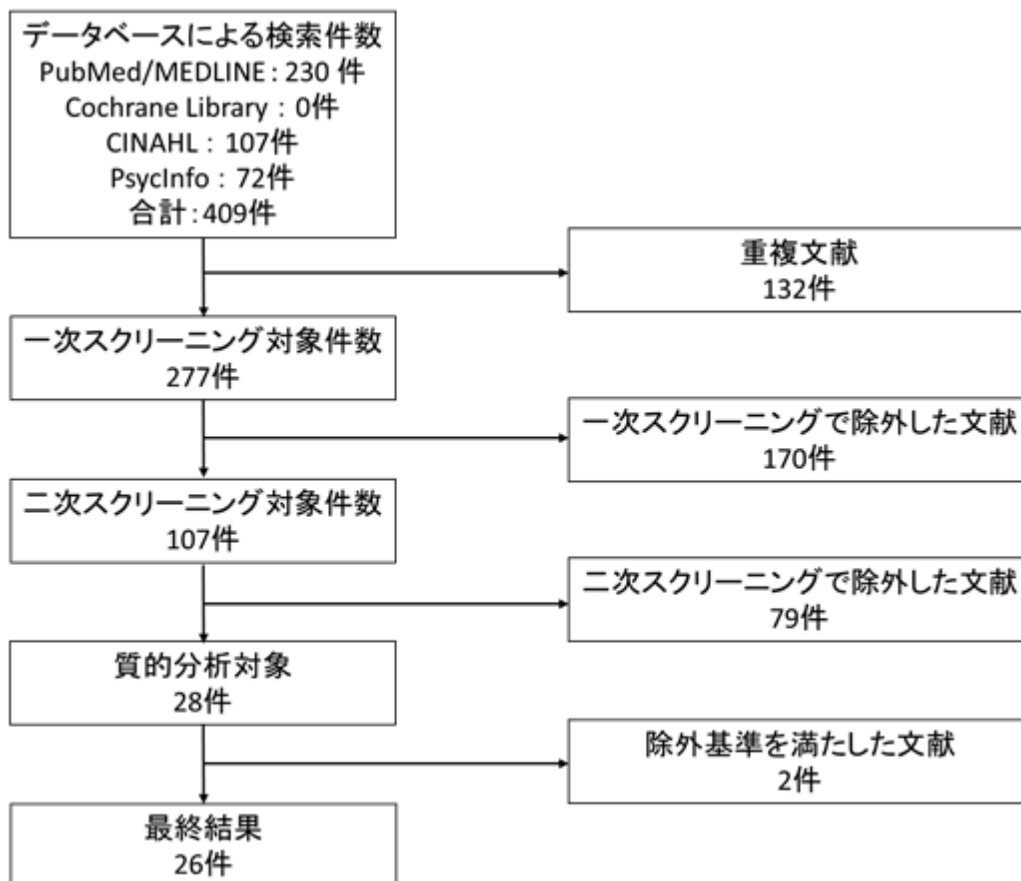 データベースによる検索件数
PubMed/MEDLINE：230 件
Cochrane Library：0件
CINAHL：107件
PsycInfo：72件
合計：409件
重複文献
132件
一次スクリーニング対象件数
277件
一次スクリーニングで除外した文献
170件
二次スクリーニング対象件数
107件
二次スクリーニングで除外した文献
79件
質的分析対象
28件
除外基準を満たした文献
2件
最終結果
26件